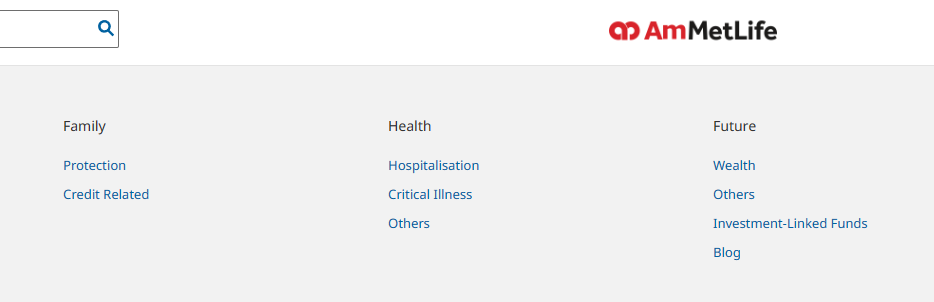 AmMetLife
Family
Protection
Credit Related
Health
Hospitalisation
Critical Illness
Others
Future
Wealth
Others
Investment-Linked Funds
Blog